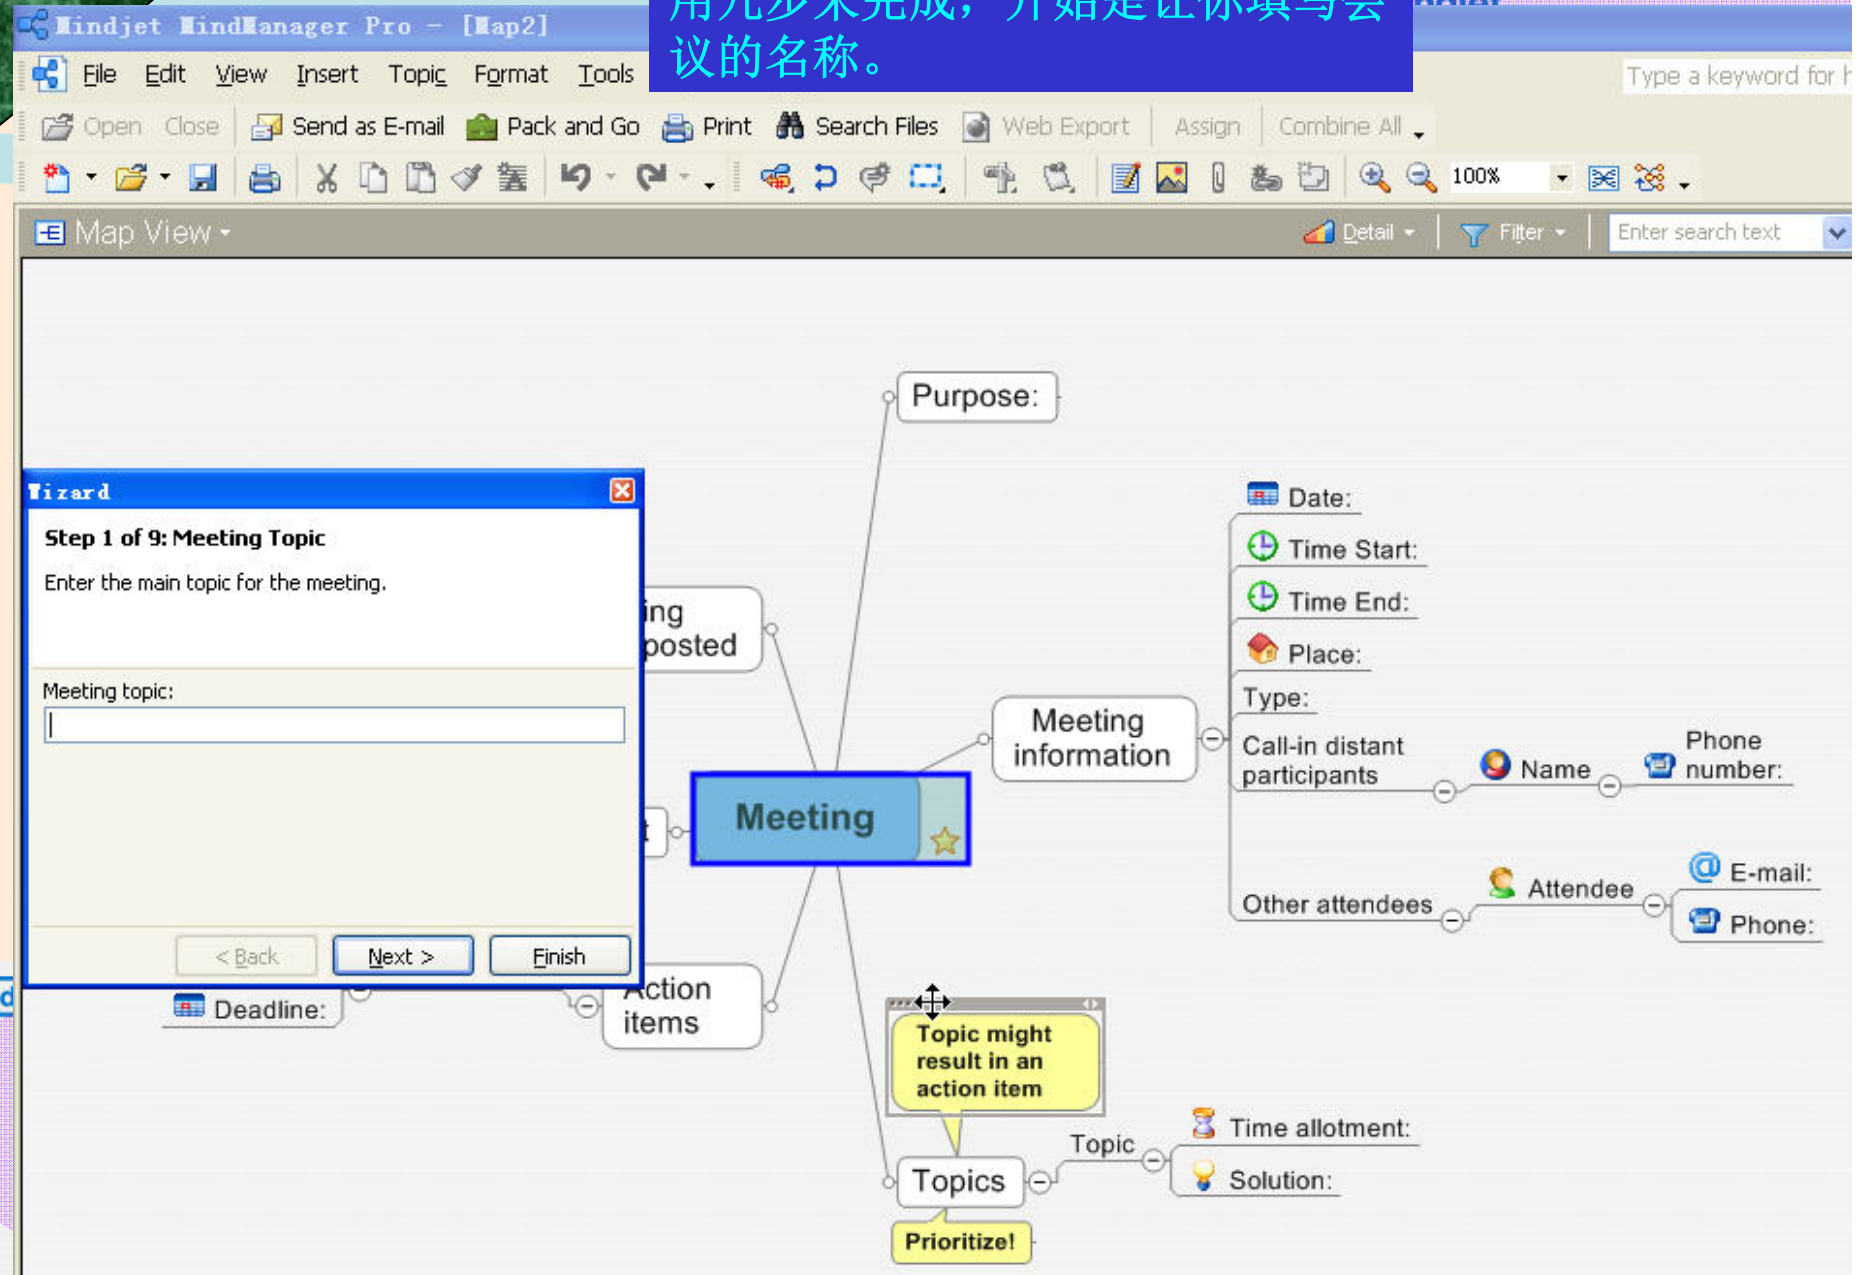 用几步来完成，开始是让你填写会
议的名称。
Mindjet MindManager Pro - [Map2]
File Edit View Insert Topic Format Tools
Type a keyword for h
Open Close Send as E-mail Pack and Go Print Search Files Web Export Assign Combine All
100%
Map View
Detail Filter Enter search text
Purpose:
Wizard
Step 1 of 9: Meeting Topic
Enter the main topic for the meeting.
Meeting topic:
< Back Next > Finish
ing
posted
t
Meeting
Meeting
information
Date:
Time Start:
Time End:
Place:
Type:
Call-in distant
participants
Name
Phone
number:
Other attendees
Attendee
E-mail:
Phone:
Deadline:
Action
items
Topic might
result in an
action item
Topics
Topic
Time allotment:
Solution:
Prioritize!